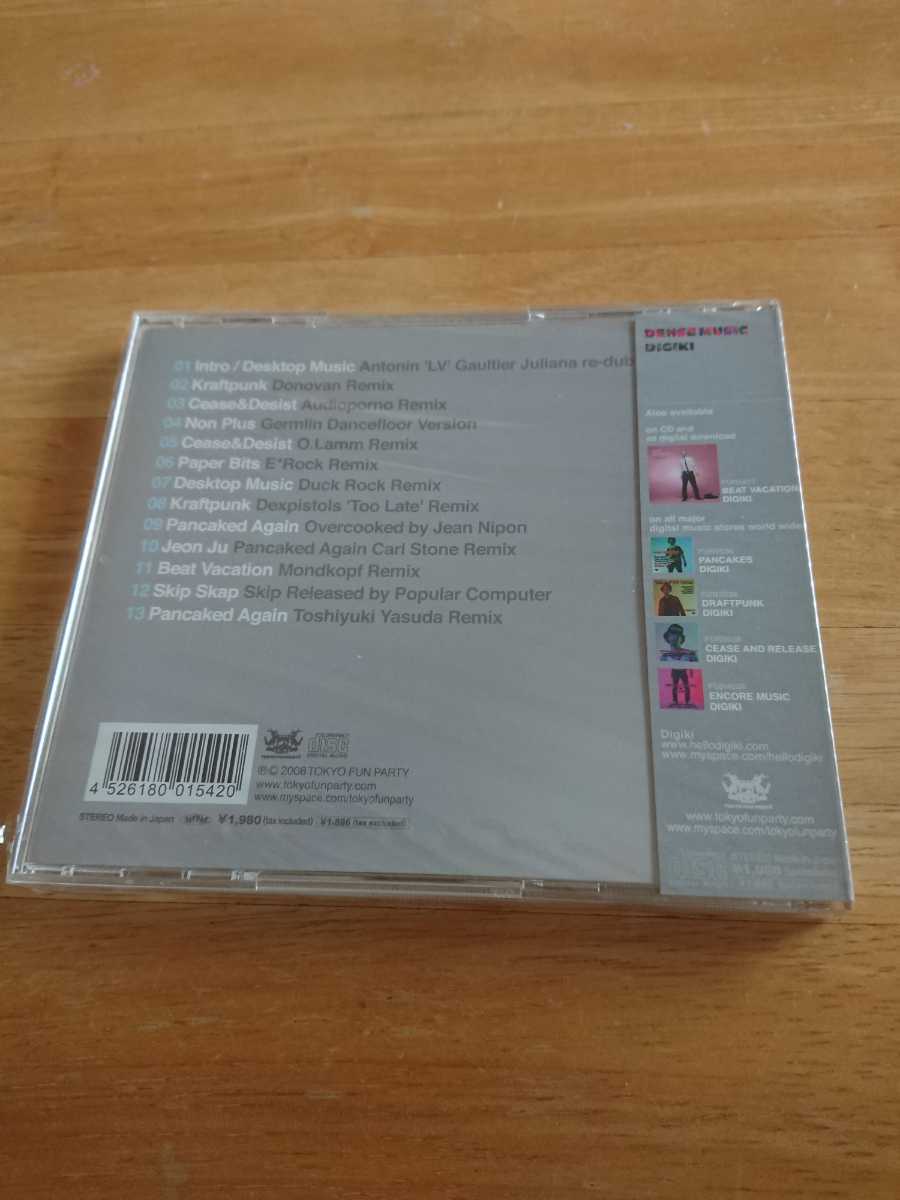 01 Intro / Desktop Music Antonin 'LV' Gaultier Juliana re-dub
02 Kraftpunk Donovan Remix
03 Cease&Desist Audioporno Remix
04 Non Plus Germlin Dancefloor Version
05 Cease&Desist O.Lamm Remix
06 Paper Bits E*Rock Remix
07 Desktop Music Duck Rock Remix
08 Kraftpunk Dexpistols 'Too Late' Remix
09 Pancaked Again Overcooked by Jean Nipon
10 Jeon Ju Pancaked Again Carl Stone Remix
11 Beat Vacation Mondkopf Remix
12 Skip Skap Skip Released by Popular Computer
13 Pancaked Again Toshiyuki Yasuda Remix
4 526180 015420
COMPACT
DISC
DIGITAL AUDIO
℗ © 2008 TOKYO FUN PARTY
www.tokyofunparty.com
www.myspace.com/tokyofunparty
STEREO Made in Japan ¥1,980 (tax included) ¥1,886 (tax excluded)
DENSE MUSIC
DIGIKI
Also available
on CD and
all digital download
BEAT VACATION
DIGIKI
on all major
digital music stores world wide
PANCAKES
DIGIKI
DRAFTPUNK
DIGIKI
CEASE AND RELEASE
DIGIKI
ENCORE MUSIC
DIGIKI
Digiki
www.hellodigiki.com
www.myspace.com/hellodigiki
www.tokyofunparty.com
www.myspace.com/tokyofunparty